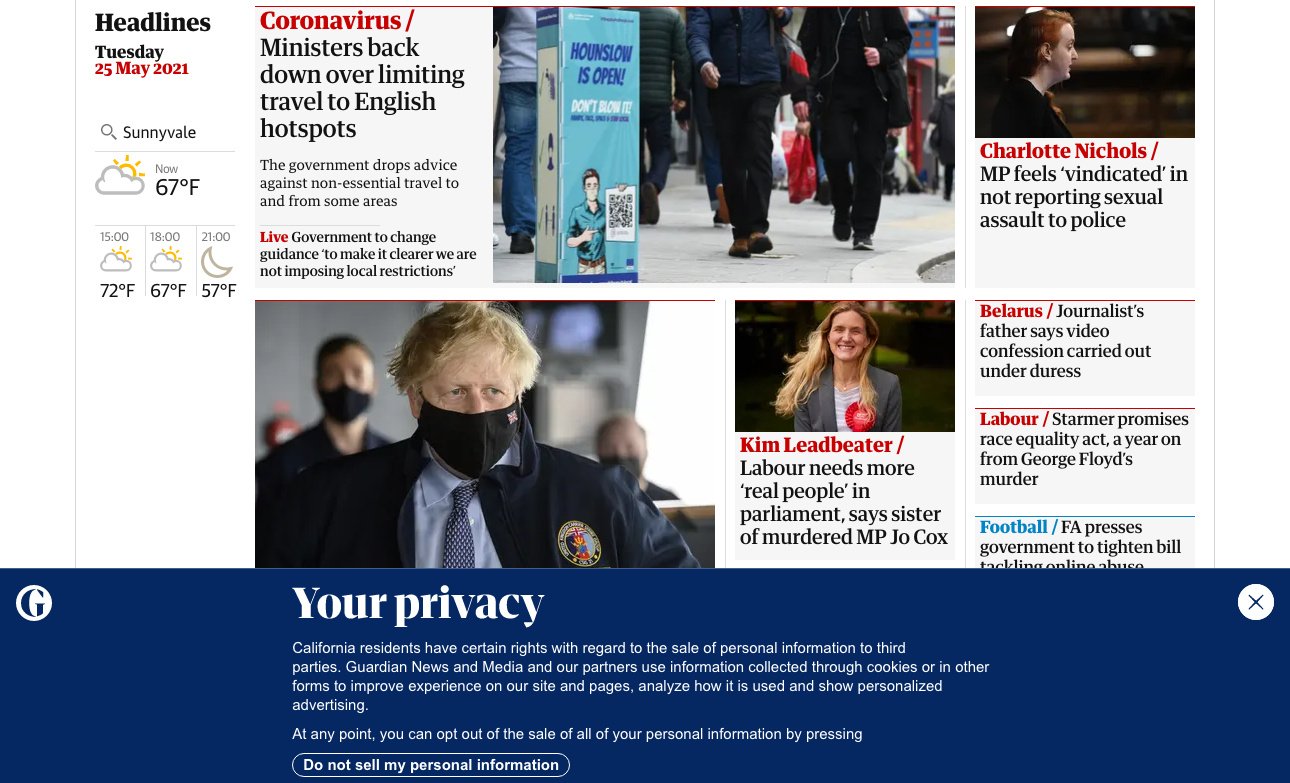 Headlines
Tuesday
25 May 2021
Sunnyvale
Now
67°F
15:00
18:00
21:00
72°F
67°F
57°F
Coronavirus /
Ministers back
down over limiting
travel to English
hotspots
The government drops advice
against non-essential travel to
and from some areas
Live Government to change
guidance ‘to make it clearer we are
not imposing local restrictions’
HOUNSLOW
IS OPEN!
DON'T BLOW IT!
Charlotte Nichols /
MP feels ‘vindicated’ in
not reporting sexual
assault to police
Kim Leadbeater /
Labour needs more
‘real people’ in
parliament, says sister
of murdered MP Jo Cox
Belarus / Journalist’s
father says video
confession carried out
under duress
Labour / Starmer promises
race equality act, a year on
from George Floyd’s
murder
Football / FA presses
government to tighten bill
tackling online abuse
G
Your privacy
California residents have certain rights with regard to the sale of personal information to third
parties. Guardian News and Media and our partners use information collected through cookies or in other
forms to improve experience on our site and pages, analyze how it is used and show personalized
advertising.
At any point, you can opt out of the sale of all of your personal information by pressing
Do not sell my personal information